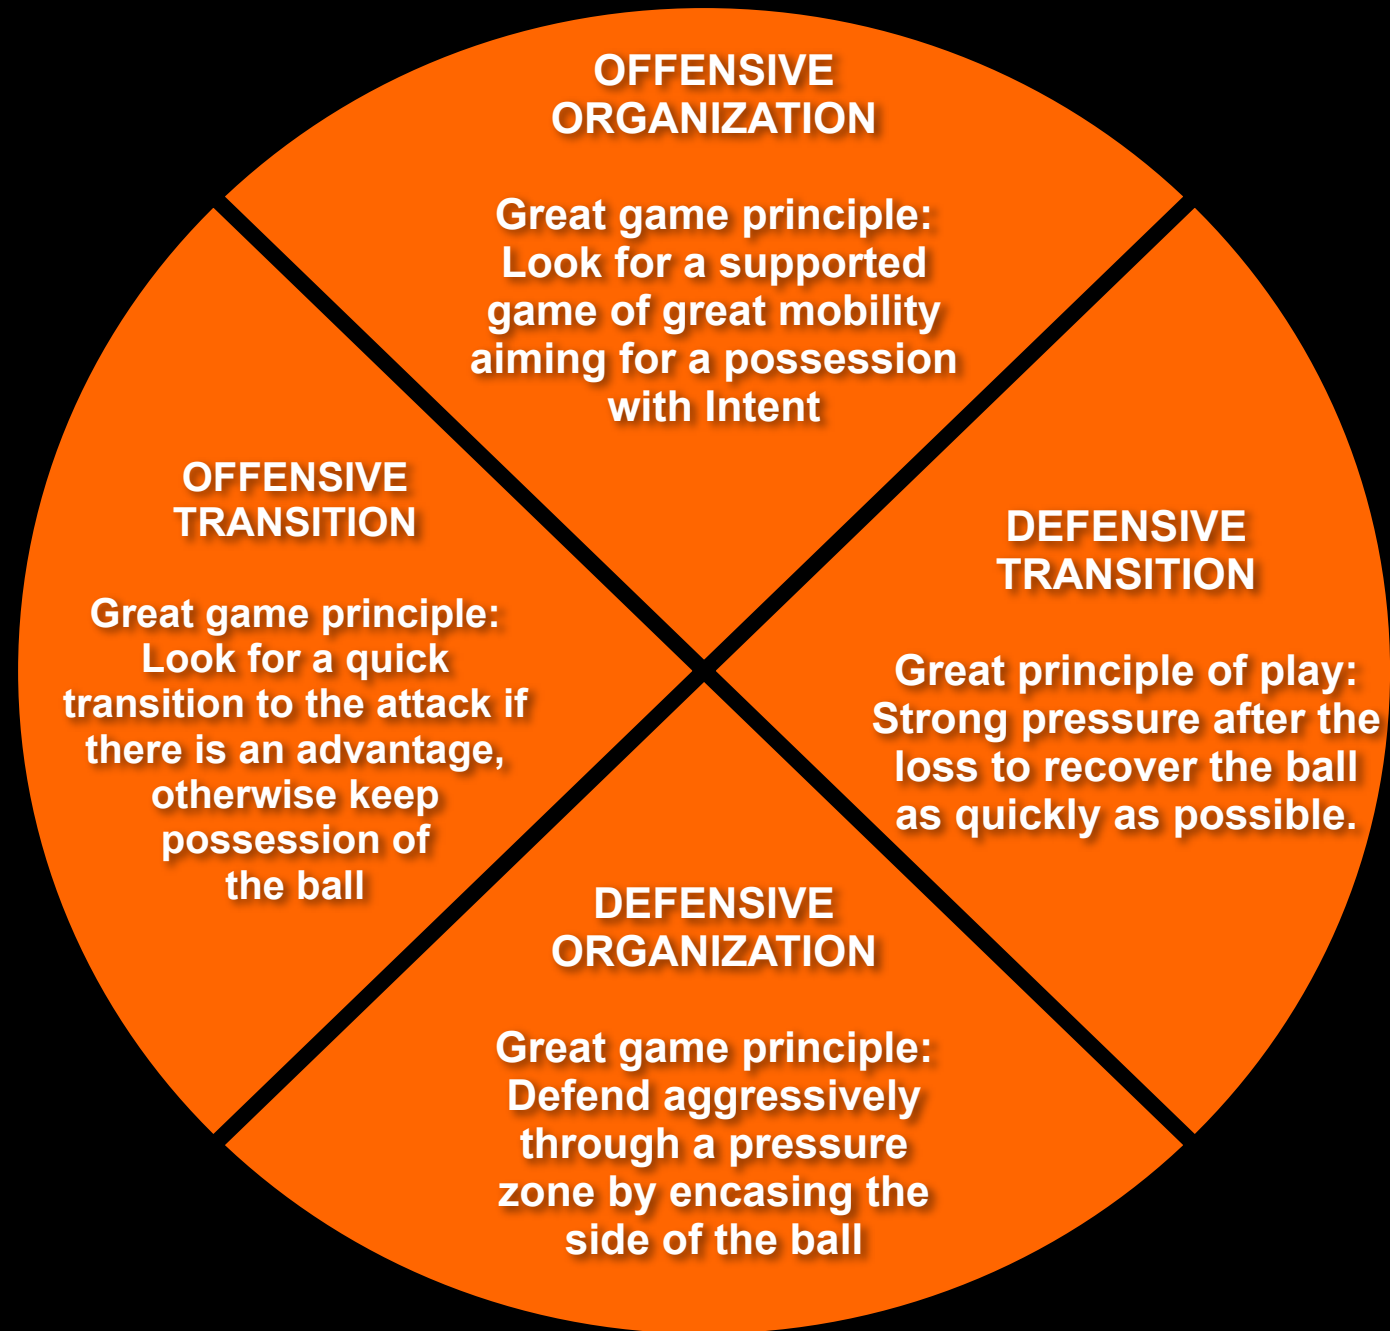 OFFENSIVE
ORGANIZATION
Great game principle:
Look for a supported
game of great mobility
aiming for a possession
with Intent
OFFENSIVE
TRANSITION
Great game principle:
Look for a quick
transition to the attack if
there is an advantage,
otherwise keep
possession of
the ball
DEFENSIVE
TRANSITION
Great principle of play:
Strong pressure after the
loss to recover the ball
as quickly as possible.
DEFENSIVE
ORGANIZATION
Great game principle:
Defend aggressively
through a pressure
zone by encasing the
side of the ball